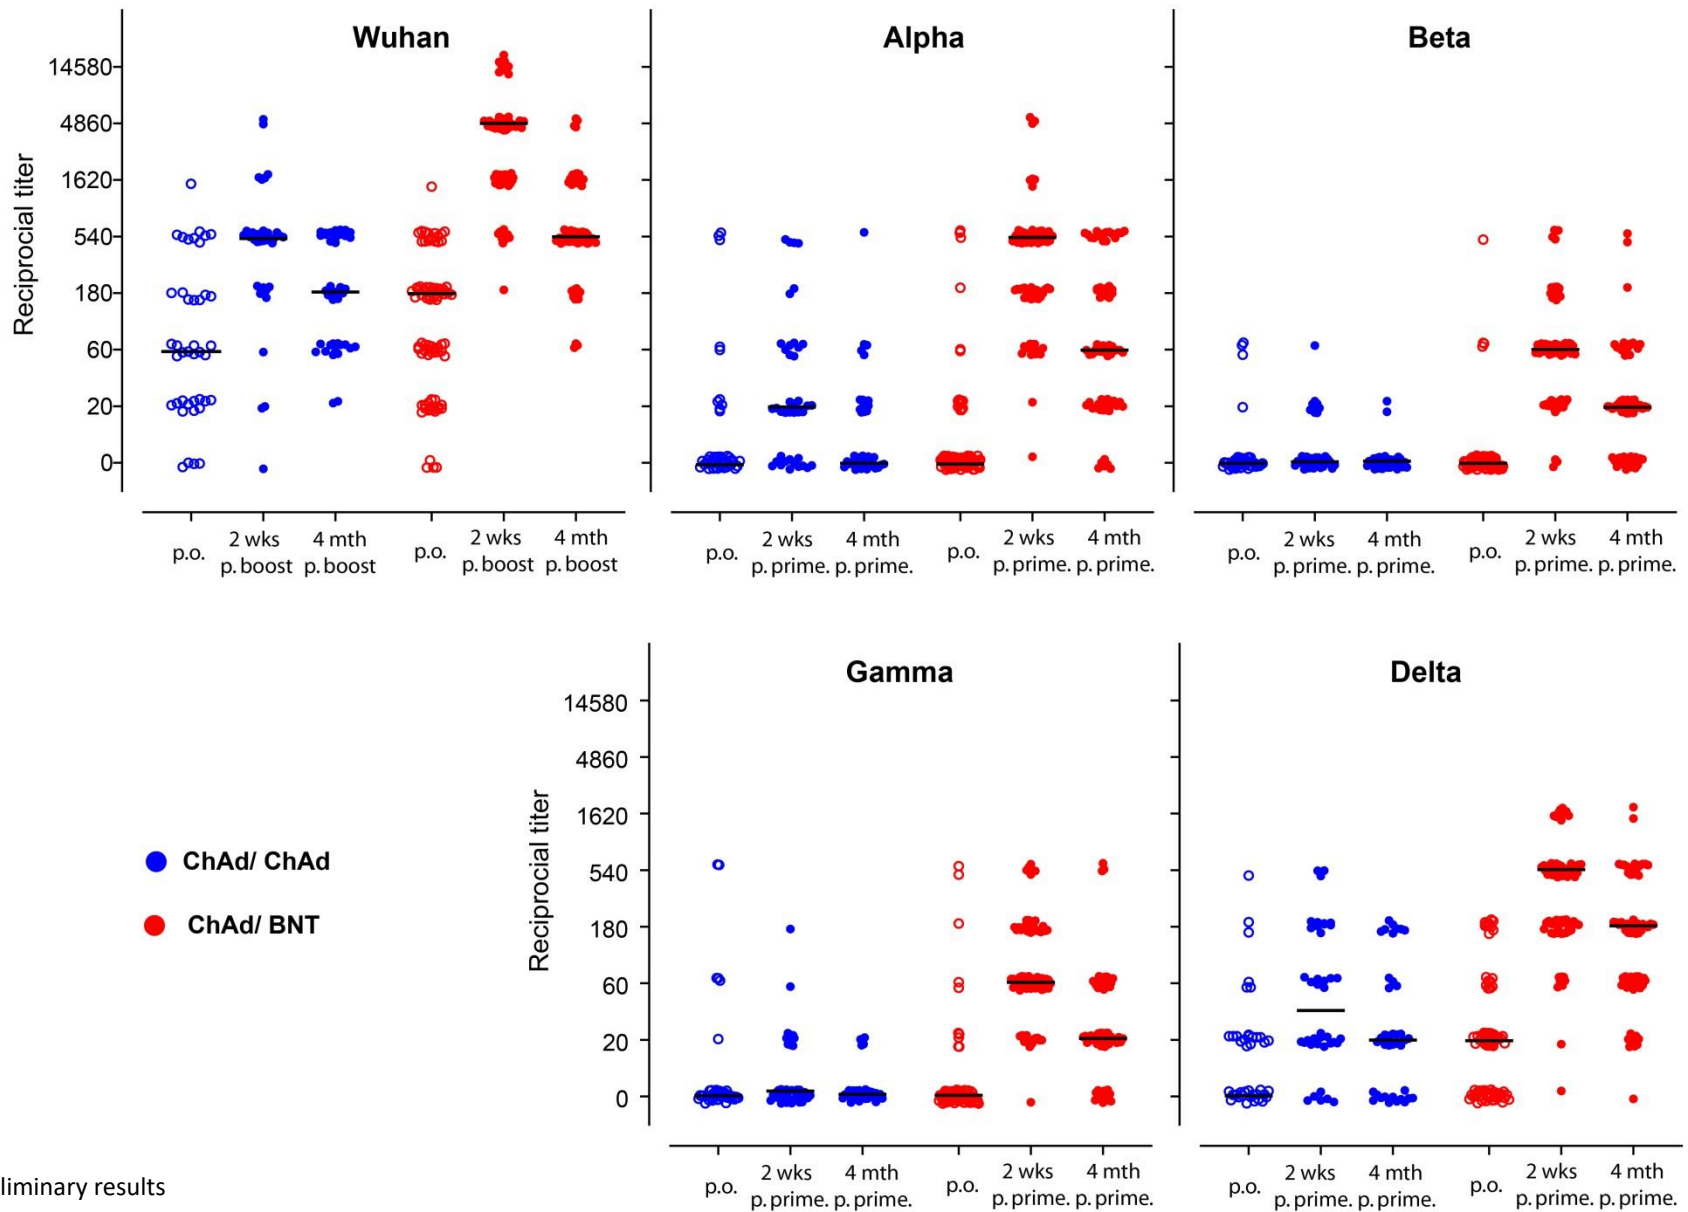 Wuhan
Alpha
Beta
Reciprocial titer
14580
4860
1620
540
180
60
20
0
p.o.
2 wks
p. boost
4 mth
p. boost
p.o.
2 wks
p. boost
4 mth
p. boost
p.o.
2 wks
p. prime.
4 mth
p. prime.
p.o.
2 wks
p. prime.
4 mth
p. prime.
p.o.
2 wks
p. prime.
4 mth
p. prime.
p.o.
2 wks
p. prime.
4 mth
p. prime.
Gamma
Delta
Reciprocial titer
14580
4860
1620
540
180
60
20
0
ChAd/ ChAd
ChAd/ BNT
p.o.
2 wks
p. prime.
4 mth
p. prime.
p.o.
2 wks
p. prime.
4 mth
p. prime.
p.o.
2 wks
p. prime.
4 mth
p. prime.
p.o.
2 wks
p. prime.
4 mth
p. prime.
liminary results